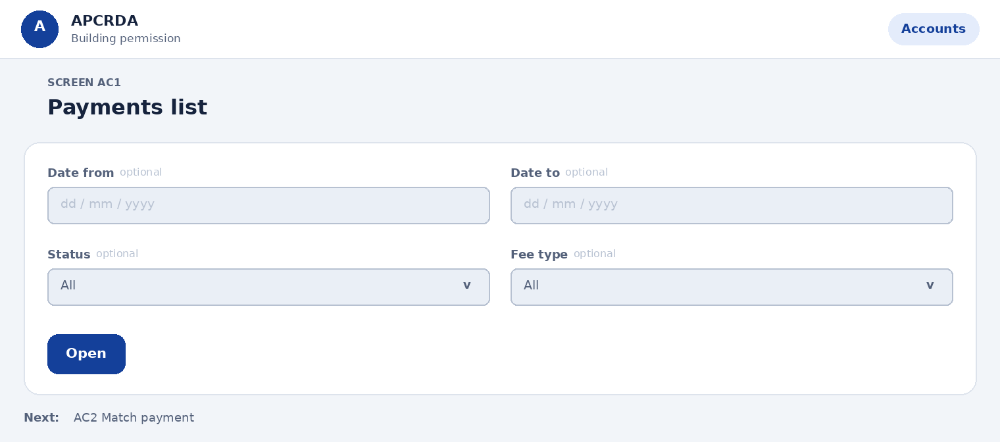 A
APCRDA
Building permission
Accounts
SCREEN AC1
Payments list
Date from optional
Date to optional
dd / mm / yyyy
dd / mm / yyyy
Status optional
Fee type optional
All v
All v
Open
Next: AC2 Match payment